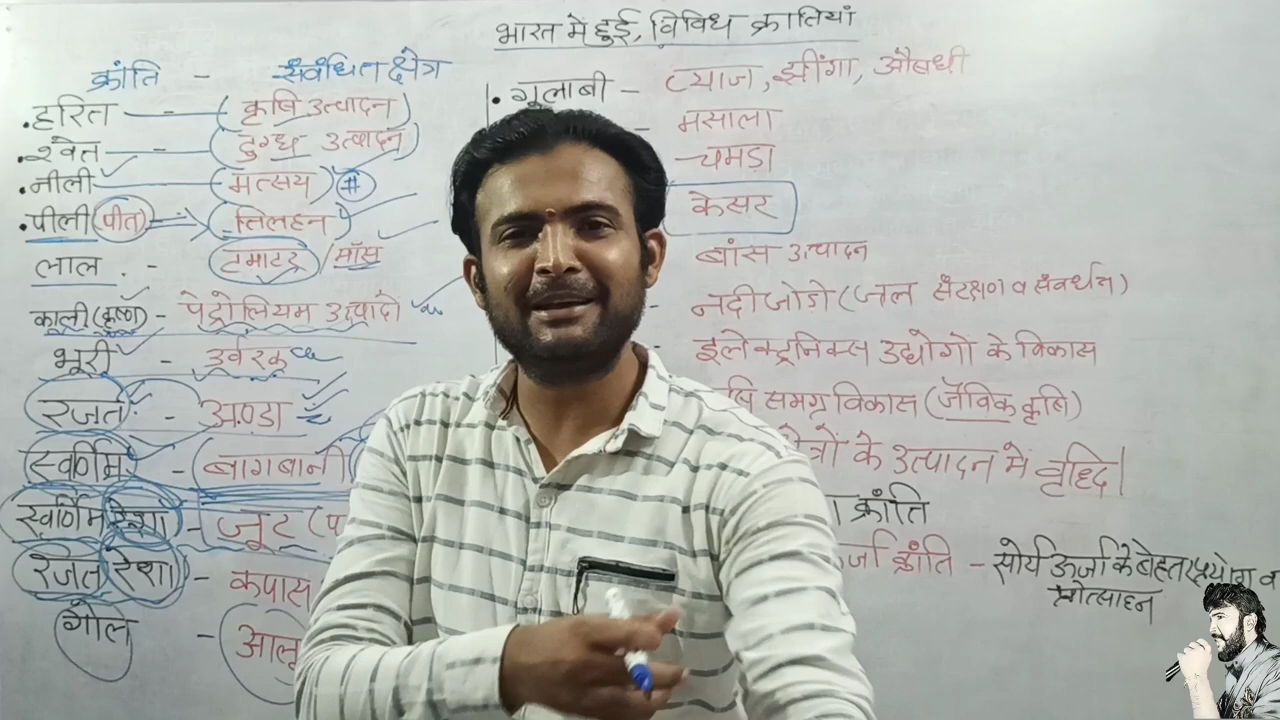 भारत में हुई, विविध क्रांतियां
क्रांति - संबंधित क्षेत्र
• हरित - कृषि उत्पादन
• श्वेत - दुग्ध उत्पादन
• नीली - मत्सय #
• पीली (पीत) => तिलहन
लाल . - टमाटर / मॉस
काली (कृष्ण) - पेट्रोलियम उत्पादो
भूरी - उर्वरक
रजत - अण्डा
स्वर्णिम - बागबानी
स्वर्णिम रेशा - जूट
रजत रेशा - कपास
गोल - आलू
• गुलाबी - प्याज, झींगा, औषधी
- मसाला
- चमड़ा
केसर
बांस उत्पादन
नदी जोड़ो (जल संरक्षण व संवर्धन)
इलेक्ट्रनिक्स उद्योगो के विकास
समग्र विकास (जैविक कृषि)
के उत्पादन में वृद्धि।
क्रांति
क्रांति - सौर्य ऊर्जा के बेहतर प्रयोग व
प्रोत्साहन